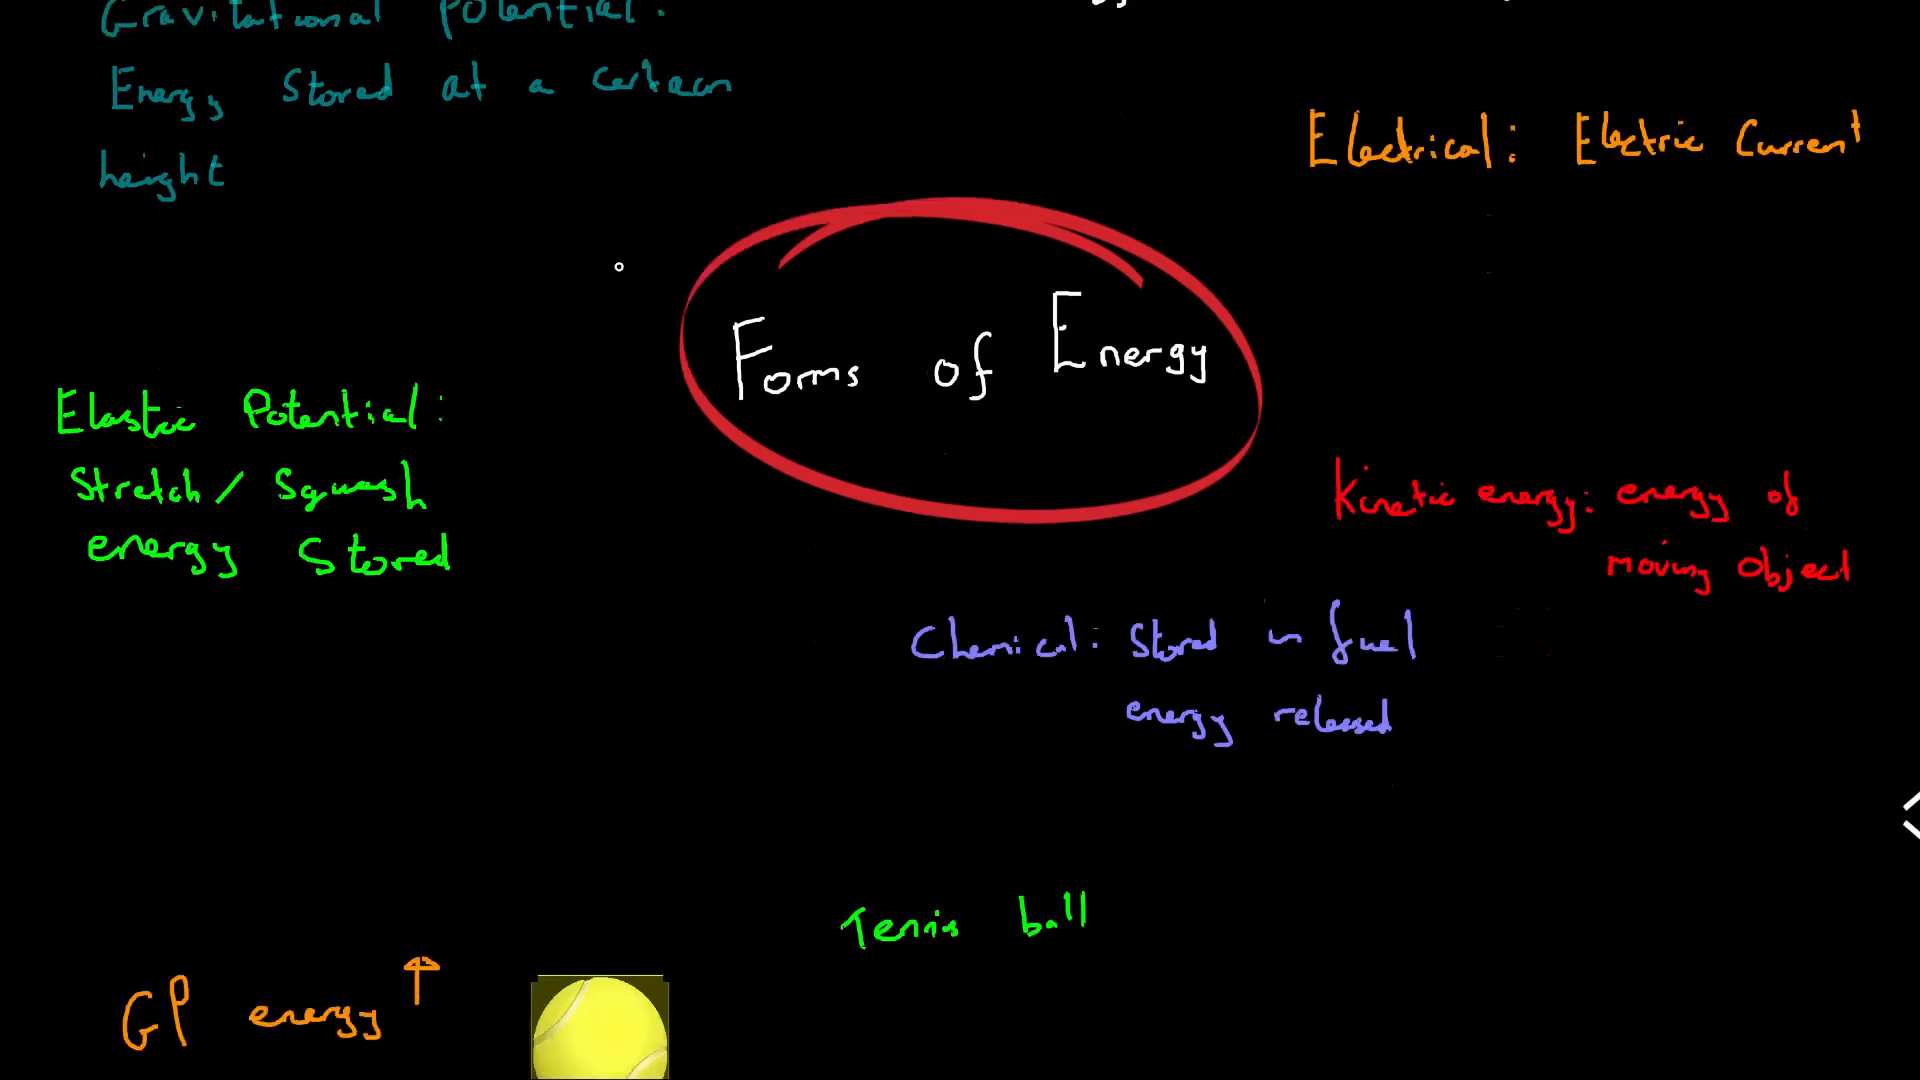 Gravitational Potential:
Energy Stored at a certain
height
Electrical: Electric Current
Forms of Energy
Elastic Potential:
Stretch/Squash
energy Stored
Kinetic energy: energy of
moving object
Chemical: Stored in fuel
energy released
Tennis ball
GP energy ↑